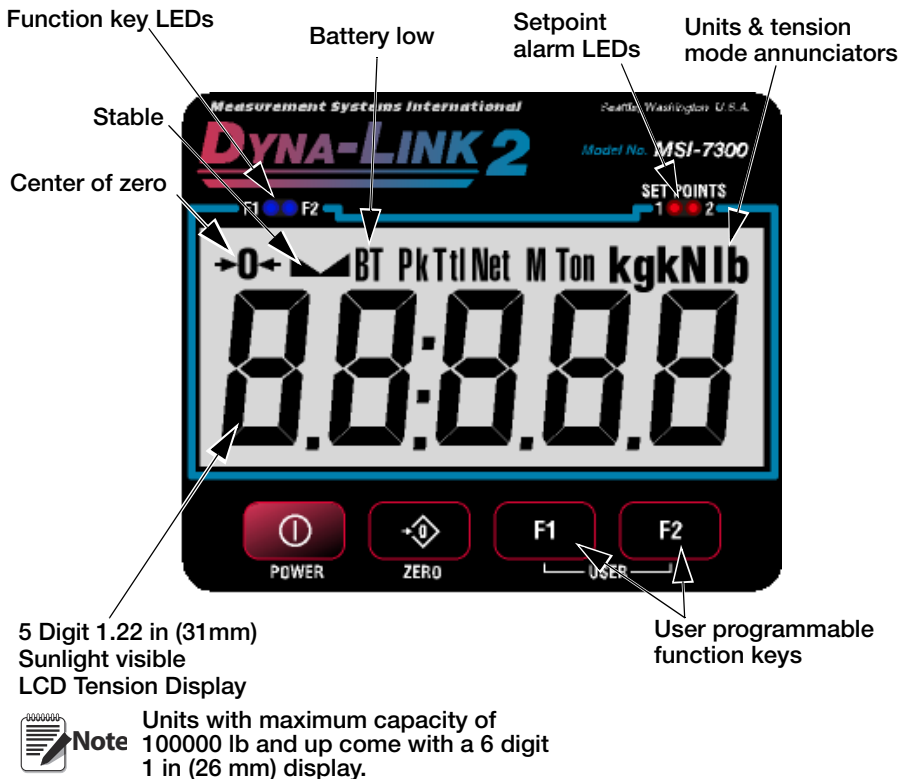 Function key LEDs
Battery low
Setpoint
alarm LEDs
Units & tension
mode annunciators
Stable
Center of zero
Measurement Systems International
Seattle, Washington U.S.A.
DYNA-LINK 2
Model No. MSI-7300
SET POINTS
F1 F2
1 2
→0← BT Pk Ttl Net M Ton kgkNlb
88:8.8.8
POWER
→0←
ZERO
F1
F2
USER
5 Digit 1.22 in (31mm)
Sunlight visible
LCD Tension Display
User programmable
function keys
Note
Units with maximum capacity of
100000 lb and up come with a 6 digit
1 in (26 mm) display.